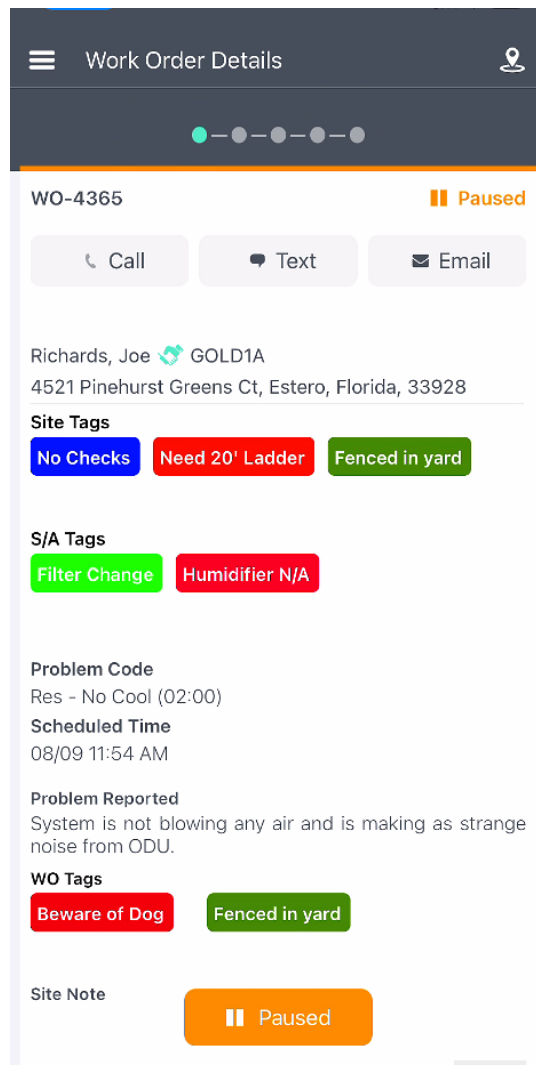 Work Order Details
WO-4365
Paused
Call
Text
Email
Richards, Joe GOLD1A
4521 Pinehurst Greens Ct, Estero, Florida, 33928
Site Tags
No Checks Need 20' Ladder Fenced in yard
S/A Tags
Filter Change Humidifier N/A
Problem Code
Res - No Cool (02:00)
Scheduled Time
08/09 11:54 AM
Problem Reported
System is not blowing any air and is making as strange
noise from ODU.
WO Tags
Beware of Dog Fenced in yard
Site Note
Paused